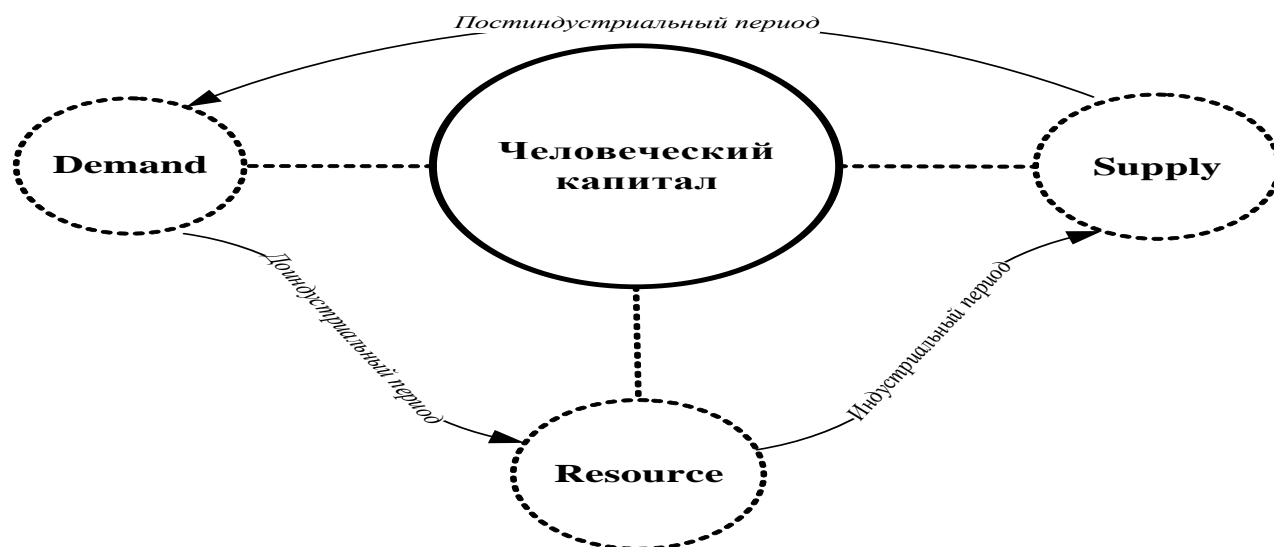 Постиндустриальный период
Demand
Человеческий
капитал
Supply
Доиндустриальный период
Индустриальный период
Resource